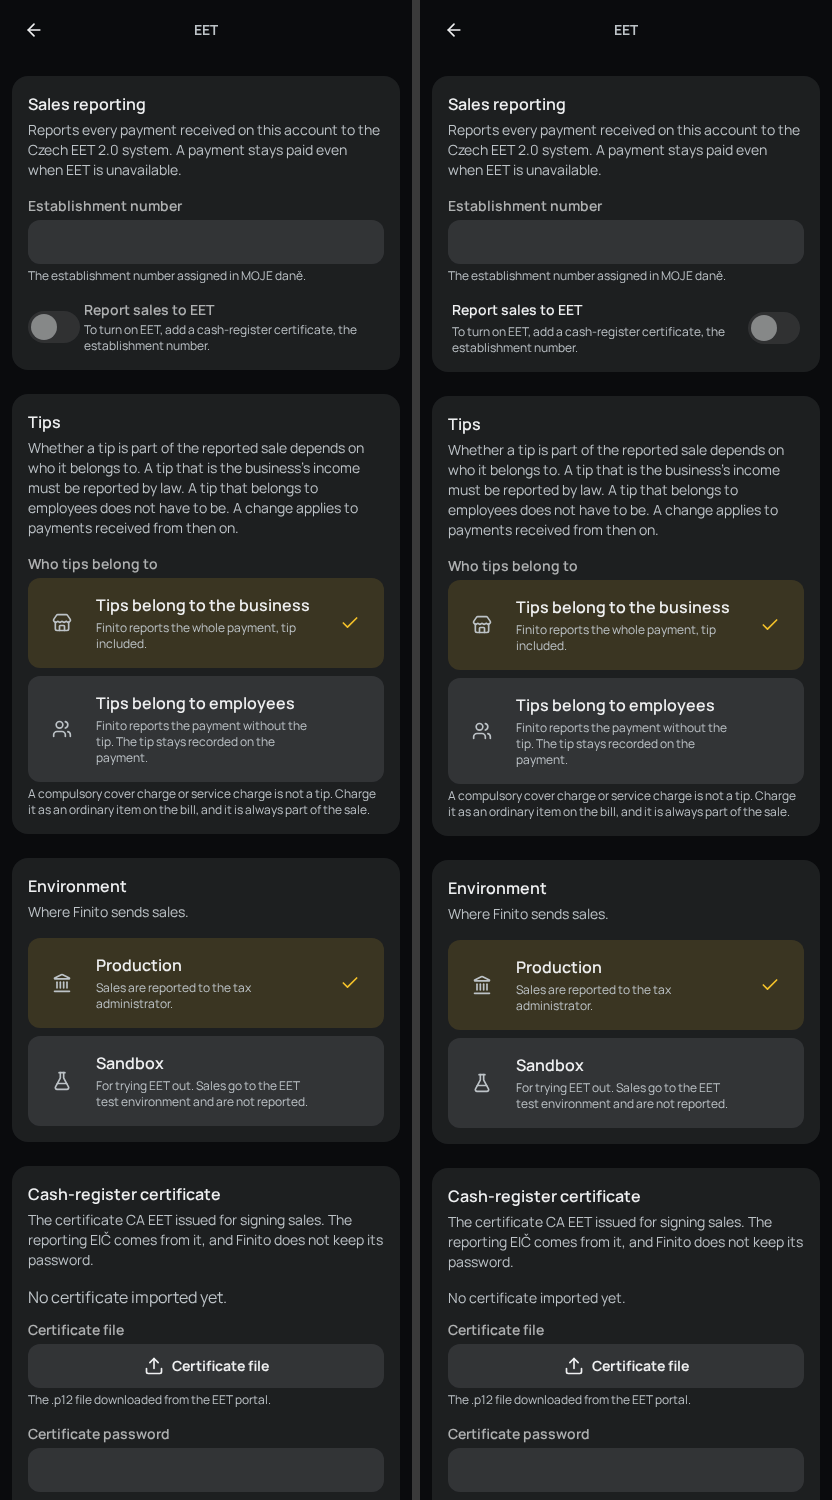 EET
Sales reporting
Reports every payment received on this account to the
Czech EET 2.0 system. A payment stays paid even
when EET is unavailable.
Establishment number
The establishment number assigned in MOJE daně.
Report sales to EET
To turn on EET, add a cash-register certificate, the
establishment number.
Tips
Whether a tip is part of the reported sale depends on
who it belongs to. A tip that is the business's income
must be reported by law. A tip that belongs to
employees does not have to be. A change applies to
payments received from then on.
Who tips belong to
Tips belong to the business
Finito reports the whole payment, tip
included.
Tips belong to employees
Finito reports the payment without the
tip. The tip stays recorded on the
payment.
A compulsory cover charge or service charge is not a tip. Charge
it as an ordinary item on the bill, and it is always part of the sale.
Environment
Where Finito sends sales.
Production
Sales are reported to the tax
administrator.
Sandbox
For trying EET out. Sales go to the EET
test environment and are not reported.
Cash-register certificate
The certificate CA EET issued for signing sales. The
reporting EIČ comes from it, and Finito does not keep its
password.
No certificate imported yet.
Certificate file
Certificate file
The .p12 file downloaded from the EET portal.
Certificate password
EET
Sales reporting
Reports every payment received on this account to the
Czech EET 2.0 system. A payment stays paid even
when EET is unavailable.
Establishment number
The establishment number assigned in MOJE daně.
Report sales to EET
To turn on EET, add a cash-register certificate, the
establishment number.
Tips
Whether a tip is part of the reported sale depends on
who it belongs to. A tip that is the business's income
must be reported by law. A tip that belongs to
employees does not have to be. A change applies to
payments received from then on.
Who tips belong to
Tips belong to the business
Finito reports the whole payment, tip
included.
Tips belong to employees
Finito reports the payment without the
tip. The tip stays recorded on the
payment.
A compulsory cover charge or service charge is not a tip. Charge
it as an ordinary item on the bill, and it is always part of the sale.
Environment
Where Finito sends sales.
Production
Sales are reported to the tax
administrator.
Sandbox
For trying EET out. Sales go to the EET
test environment and are not reported.
Cash-register certificate
The certificate CA EET issued for signing sales. The
reporting EIČ comes from it, and Finito does not keep its
password.
No certificate imported yet.
Certificate file
Certificate file
The .p12 file downloaded from the EET portal.
Certificate password